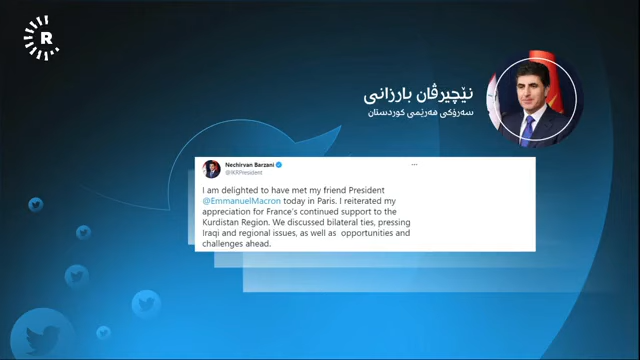 R
نێچیرڤان بارزانی
سەرۆکی هەرێمی کوردستان
Nechirvan Barzani
@IKRPresident
I am delighted to have met my friend President
@EmmanuelMacron today in Paris. I reiterated my
appreciation for France's continued support to the
Kurdistan Region. We discussed bilateral ties, pressing
Iraqi and regional issues, as well as opportunities and
challenges ahead.